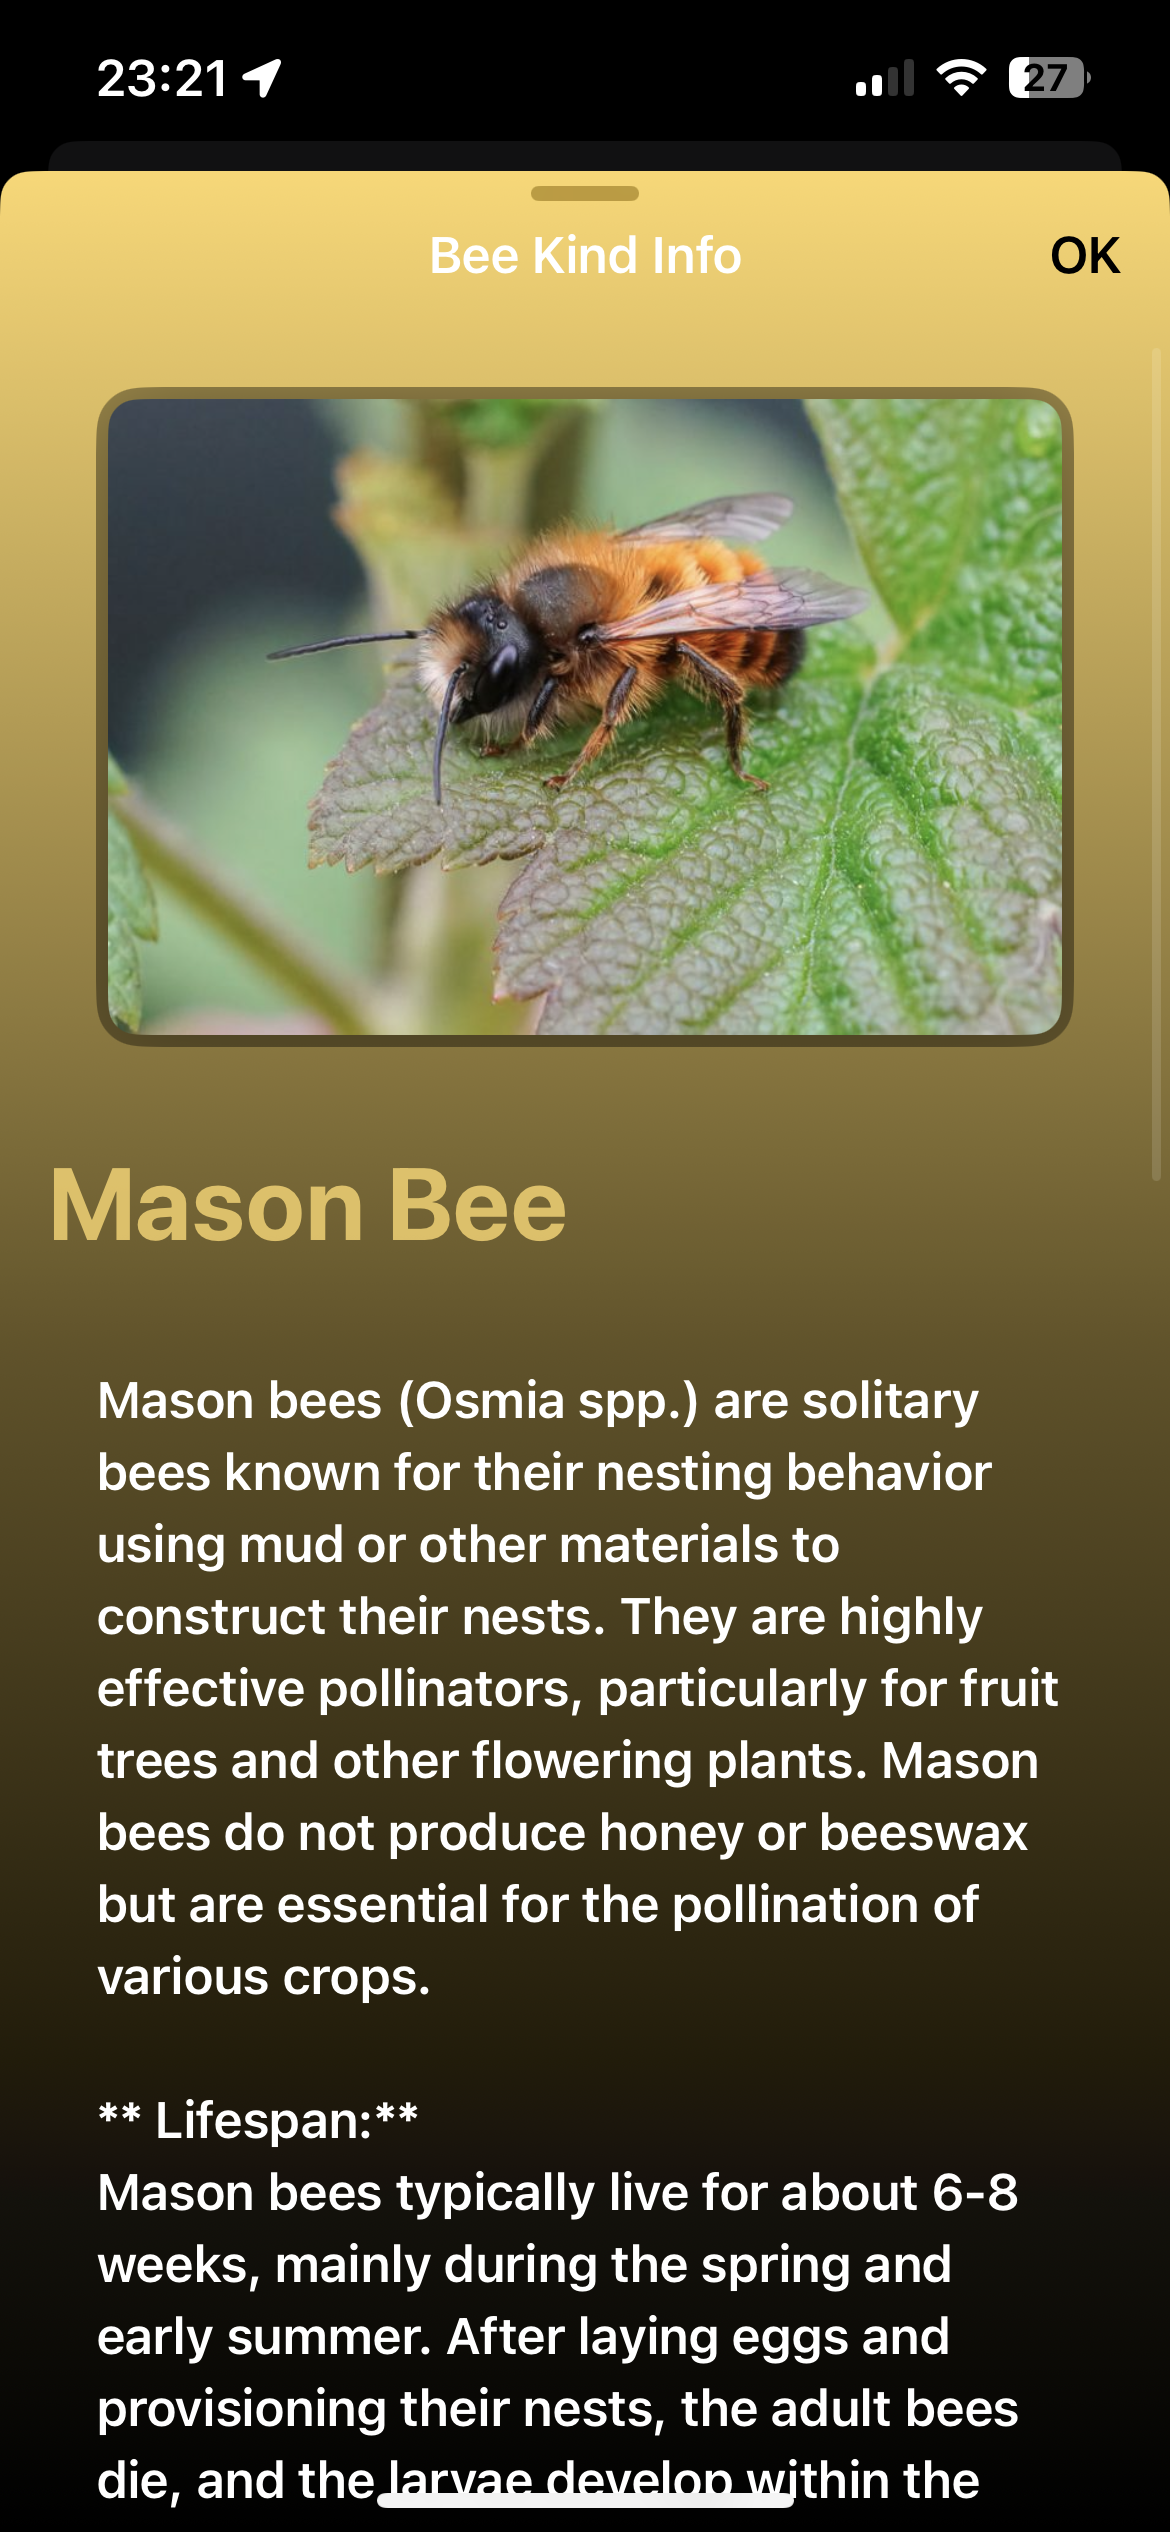 23:21
27
Bee Kind Info
OK
Mason Bee
Mason bees (Osmia spp.) are solitary
bees known for their nesting behavior
using mud or other materials to
construct their nests. They are highly
effective pollinators, particularly for fruit
trees and other flowering plants. Mason
bees do not produce honey or beeswax
but are essential for the pollination of
various crops.
** Lifespan:**
Mason bees typically live for about 6-8
weeks, mainly during the spring and
early summer. After laying eggs and
provisioning their nests, the adult bees
die, and the larvae develop within the